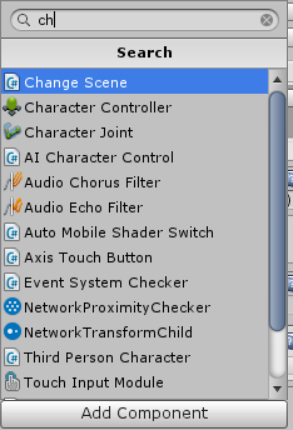 ch
Search
Change Scene
Character Controller
Character Joint
AI Character Control
Audio Chorus Filter
Audio Echo Filter
Auto Mobile Shader Switch
Axis Touch Button
Event System Checker
NetworkProximityChecker
NetworkTransformChild
Third Person Character
Touch Input Module
Add Component